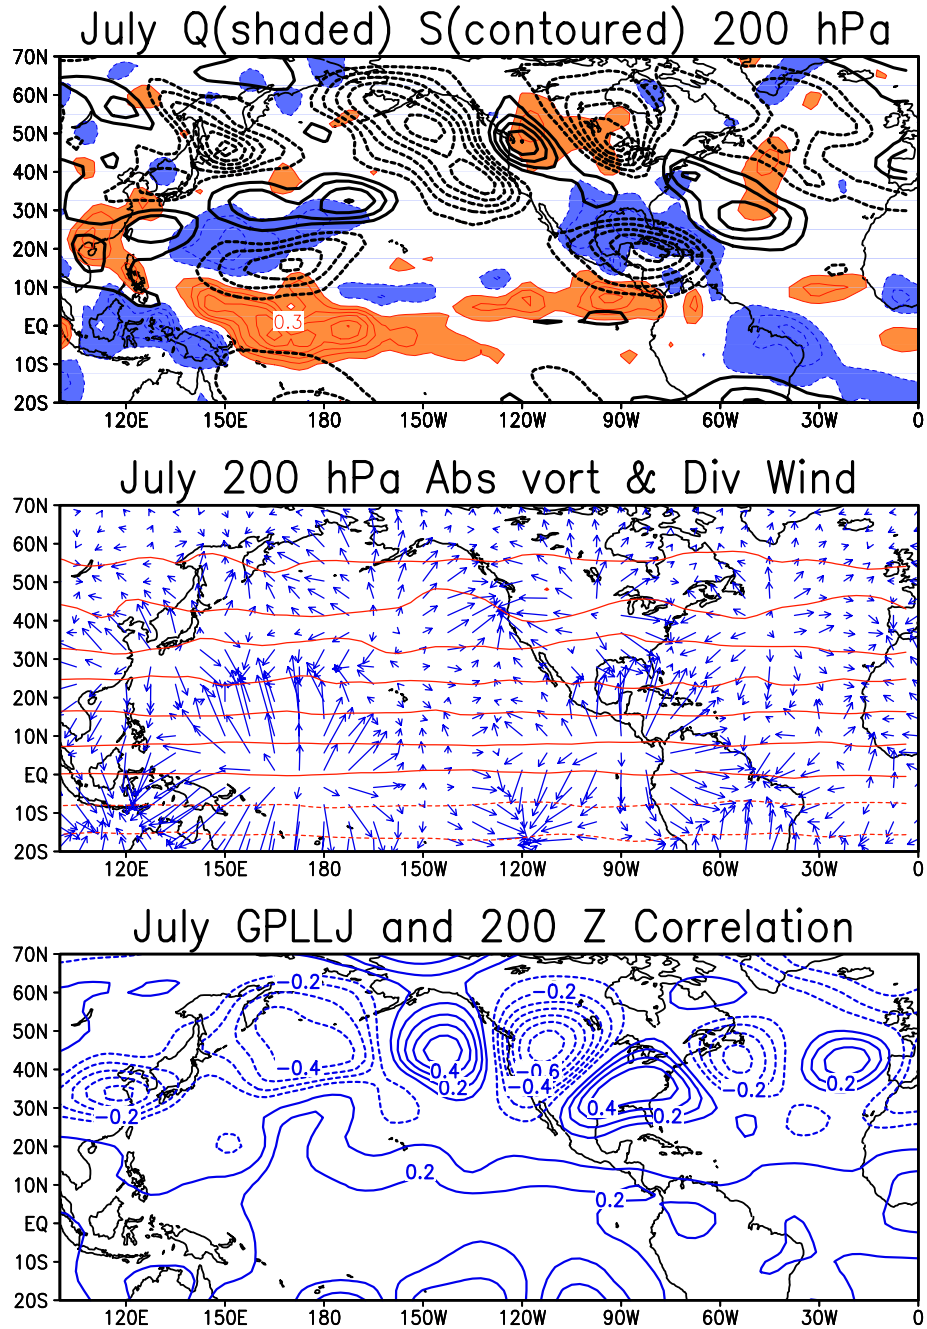 July Q(shaded) S(contoured) 200 hPa
70N
60N
50N
40N
30N
20N
10N
EQ
0.3
10S
20S
120E 150E 180 150W 120W 90W 60W 30W 0
July 200 hPa Abs vort & Div Wind
70N
60N
50N
40N
30N
20N
10N
EQ
10S
20S
120E 150E 180 150W 120W 90W 60W 30W 0
July GPLLJ and 200 Z Correlation
70N
-0.2
60N
-0.2
50N
-0.4 0.4 -0.6
40N
0.2 -0.4 -0.2 0.2
30N
-0.2 0.4 0.2
20N
0.2
10N
0.2
EQ
10S
20S
120E 150E 180 150W 120W 90W 60W 30W 0